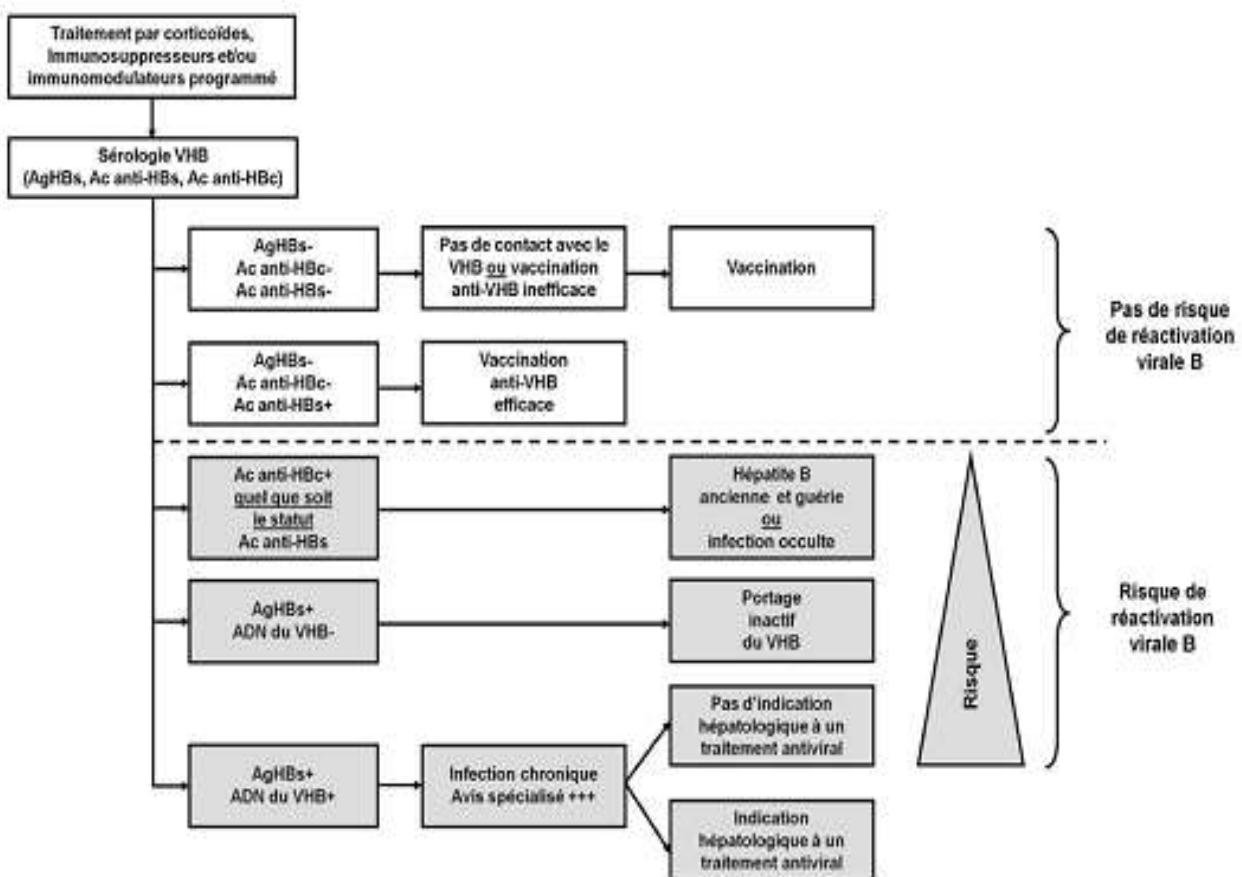 Traitement par corticoïdes,
Immunosuppresseurs et/ou
immunomodulateurs programmé
Sérologie VHB
(AgHBs, Ac anti-HBs, Ac anti-HBc)
AgHBs-
Ac anti-HBc-
Ac anti-HBs-
Pas de contact avec le
VHB ou vaccination
anti-VHB inefficace
Vaccination
Pas de risque
de réactivation
virale B
AgHBs-
Ac anti-HBc-
Ac anti-HBs+
Vaccination
anti-VHB
efficace
Ac anti-HBc+
quel que soit
le statut
Ac anti-HBs
Hépatite B
ancienne et guérie
ou
infection occulte
AgHBs+
ADN du VHB-
Portage
inactif
du VHB
Risque
Risque de
réactivation
virale B
AgHBs+
ADN du VHB+
Infection chronique
Avis spécialisé +++
Pas d'indication
hépatologique à un
traitement antiviral
Indication
hépatologique à un
traitement antiviral